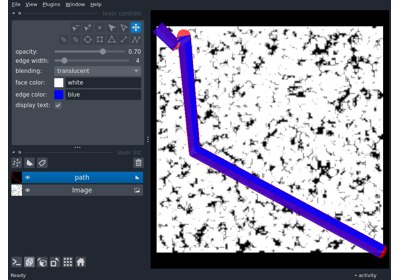 File View Plugins Window Help
layer controls
opacity: 0.70
edge width: 4
blending: translucent
face color: white
edge color: blue
display text:
layer list
path
Image
Ready
activity